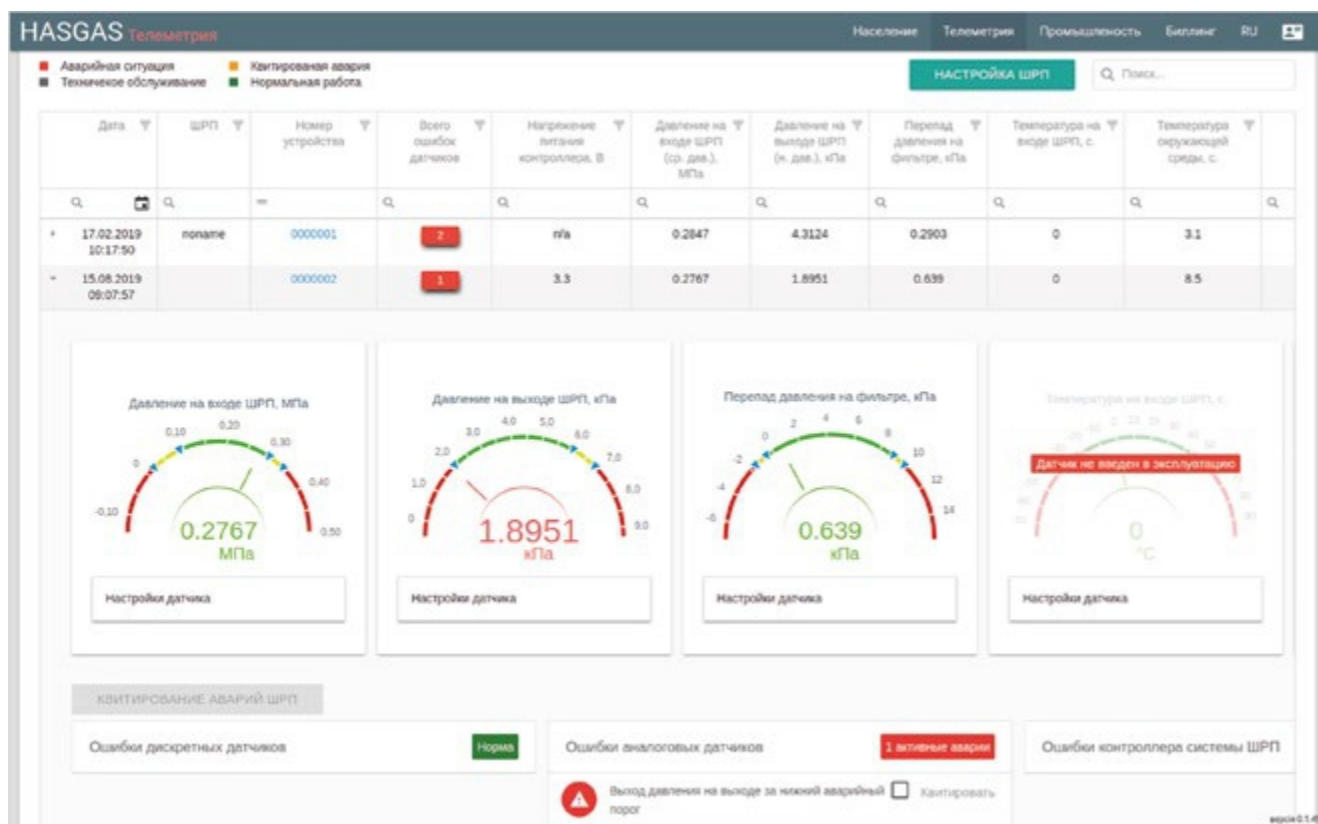 HASGAS Телеметрия
Население Телеметрия Промышленость Биллинг RU
Аварийная ситуация Квитированая авария
Техничекое обслуживание Нормальная работа
НАСТРОЙКА ШРП Поиск...
Дата ШРП Номер устройства Всего ошибок датчиков Напряжение питания контроллера, В Давление на входе ШРП (ср. дав.), МПа Давление на выходе ШРП (н. дав.), кПа Перепад давления на фильтре, кПа Температура на входе ШРП, с. Температура окружающей среды, с.
17.02.2019 10:17:50 noname 0000001 2 n/a 0.2847 4.3124 0.2903 0 3.1
15.08.2019 09:07:57 0000002 1 3.3 0.2767 1.8951 0.639 0 8.5
Давление на входе ШРП, МПа
-0,10 0 0,10 0,20 0,30 0,40 0,50
0.2767
МПа
Настройки датчика
Давление на выходе ШРП, кПа
0 1,0 2,0 3,0 4,0 5,0 6,0 7,0 8,0 9,0
1.8951
кПа
Настройки датчика
Перепад давления на фильтре, кПа
-6 -4 -2 0 2 4 6 8 10 12 14
0.639
кПа
Настройки датчика
Температура на входе ШРП, с.
Датчик не введен в эксплуатацию
0
°C
Настройки датчика
КВИТИРОВАНИЕ АВАРИЙ ШРП
Ошибки дискретных датчиков Норма
Ошибки аналоговых датчиков 1 активные аварии
Выход давления на выходе за нижний аварийный порог Квитировать
Ошибки контроллера системы ШРП